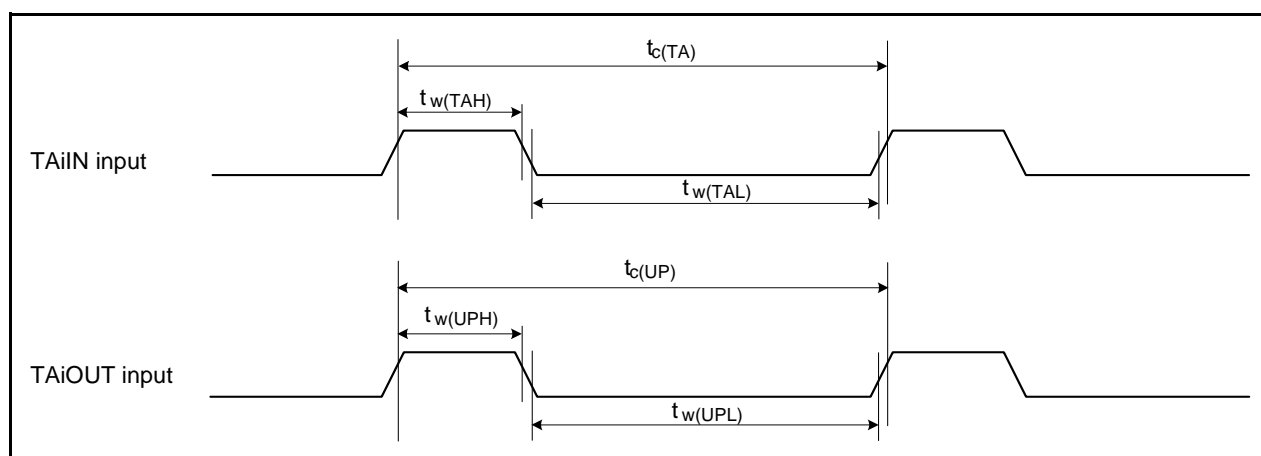 tc(TA)
tw(TAH)
TAiIN input
tw(TAL)
tc(UP)
tw(UPH)
TAiOUT input
tw(UPL)